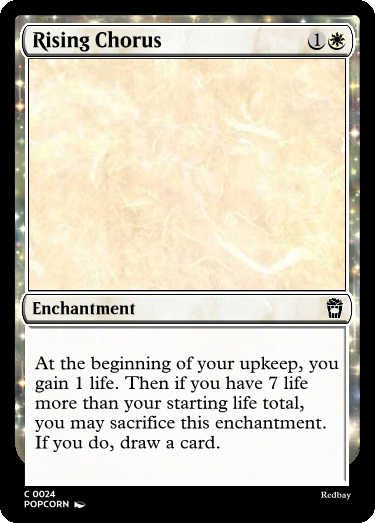 Rising Chorus 1
Enchantment
At the beginning of your upkeep, you
gain 1 life. Then if you have 7 life
more than your starting life total,
you may sacrifice this enchantment.
If you do, draw a card.
C 0024
POPCORN
Redbay